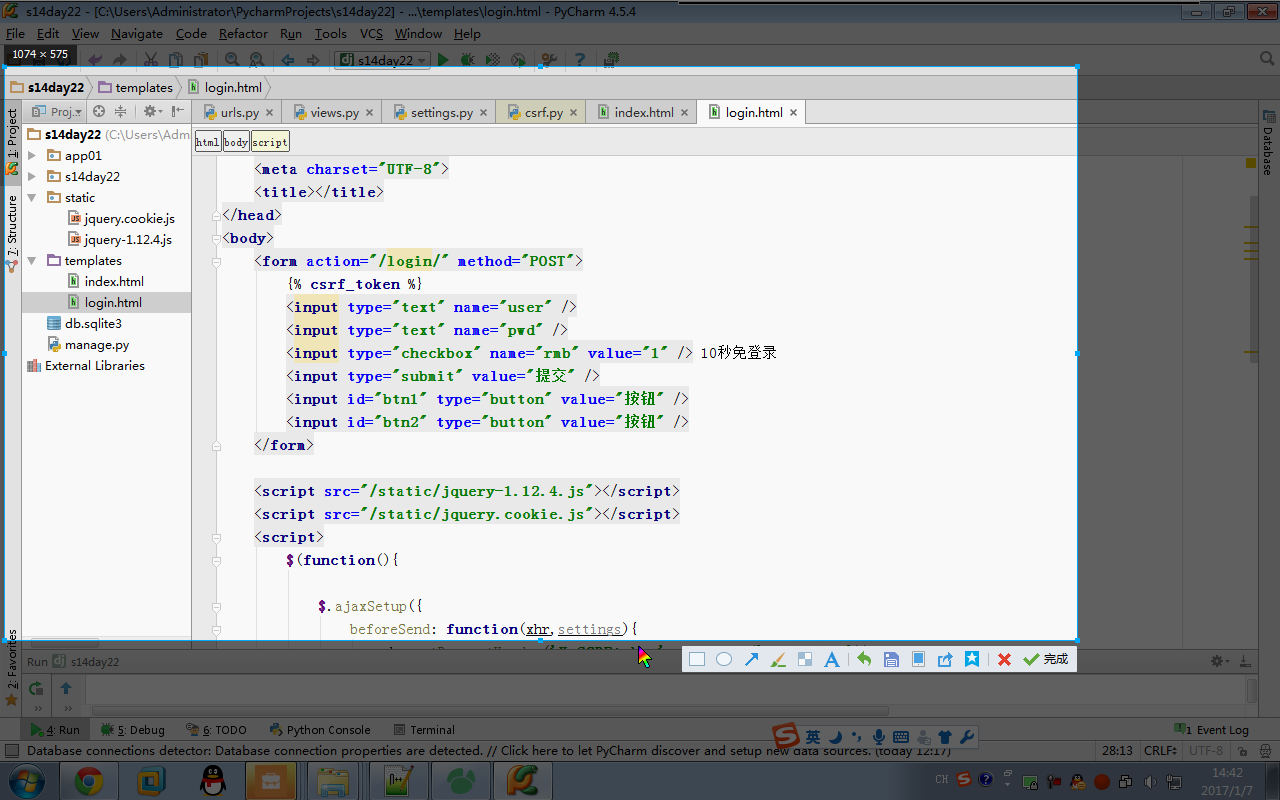 s14day22 - [C:\Users\Administrator\PycharmProjects\s14day22] - ...\templates\login.html - PyCharm 4.5.4
File Edit View Navigate Code Refactor Run Tools VCS Window Help
1074 × 575
s14day22
s14day22 templates login.html
Proj...
urls.py views.py settings.py csrf.py index.html login.html
html body script
1: Project
7: Structure
2: Favorites
Database
s14day22 (C:\Users\Adm
app01
s14day22
static
jquery.cookie.js
jquery-1.12.4.js
templates
index.html
login.html
db.sqlite3
manage.py
External Libraries
<meta charset="UTF-8">
<title></title>
</head>
<body>
<form action="/login/" method="POST">
{% csrf_token %}
<input type="text" name="user" />
<input type="text" name="pwd" />
<input type="checkbox" name="rmb" value="1" /> 10秒免登录
<input type="submit" value="提交" />
<input id="btn1" type="button" value="按钮" />
<input id="btn2" type="button" value="按钮" />
</form>
<script src="/static/jquery-1.12.4.js"></script>
<script src="/static/jquery.cookie.js"></script>
<script>
$(function(){
$.ajaxSetup({
beforeSend: function(xhr,settings){
完成
Run s14day22
4: Run 5: Debug 6: TODO Python Console Terminal 1 Event Log
英
Database connections detector: Database connection properties are detected. // Click here to let PyCharm discover and setup new data sources. (today 12:17) 28:13 CRLF÷ UTF-8
CH
14:42
2017/1/7